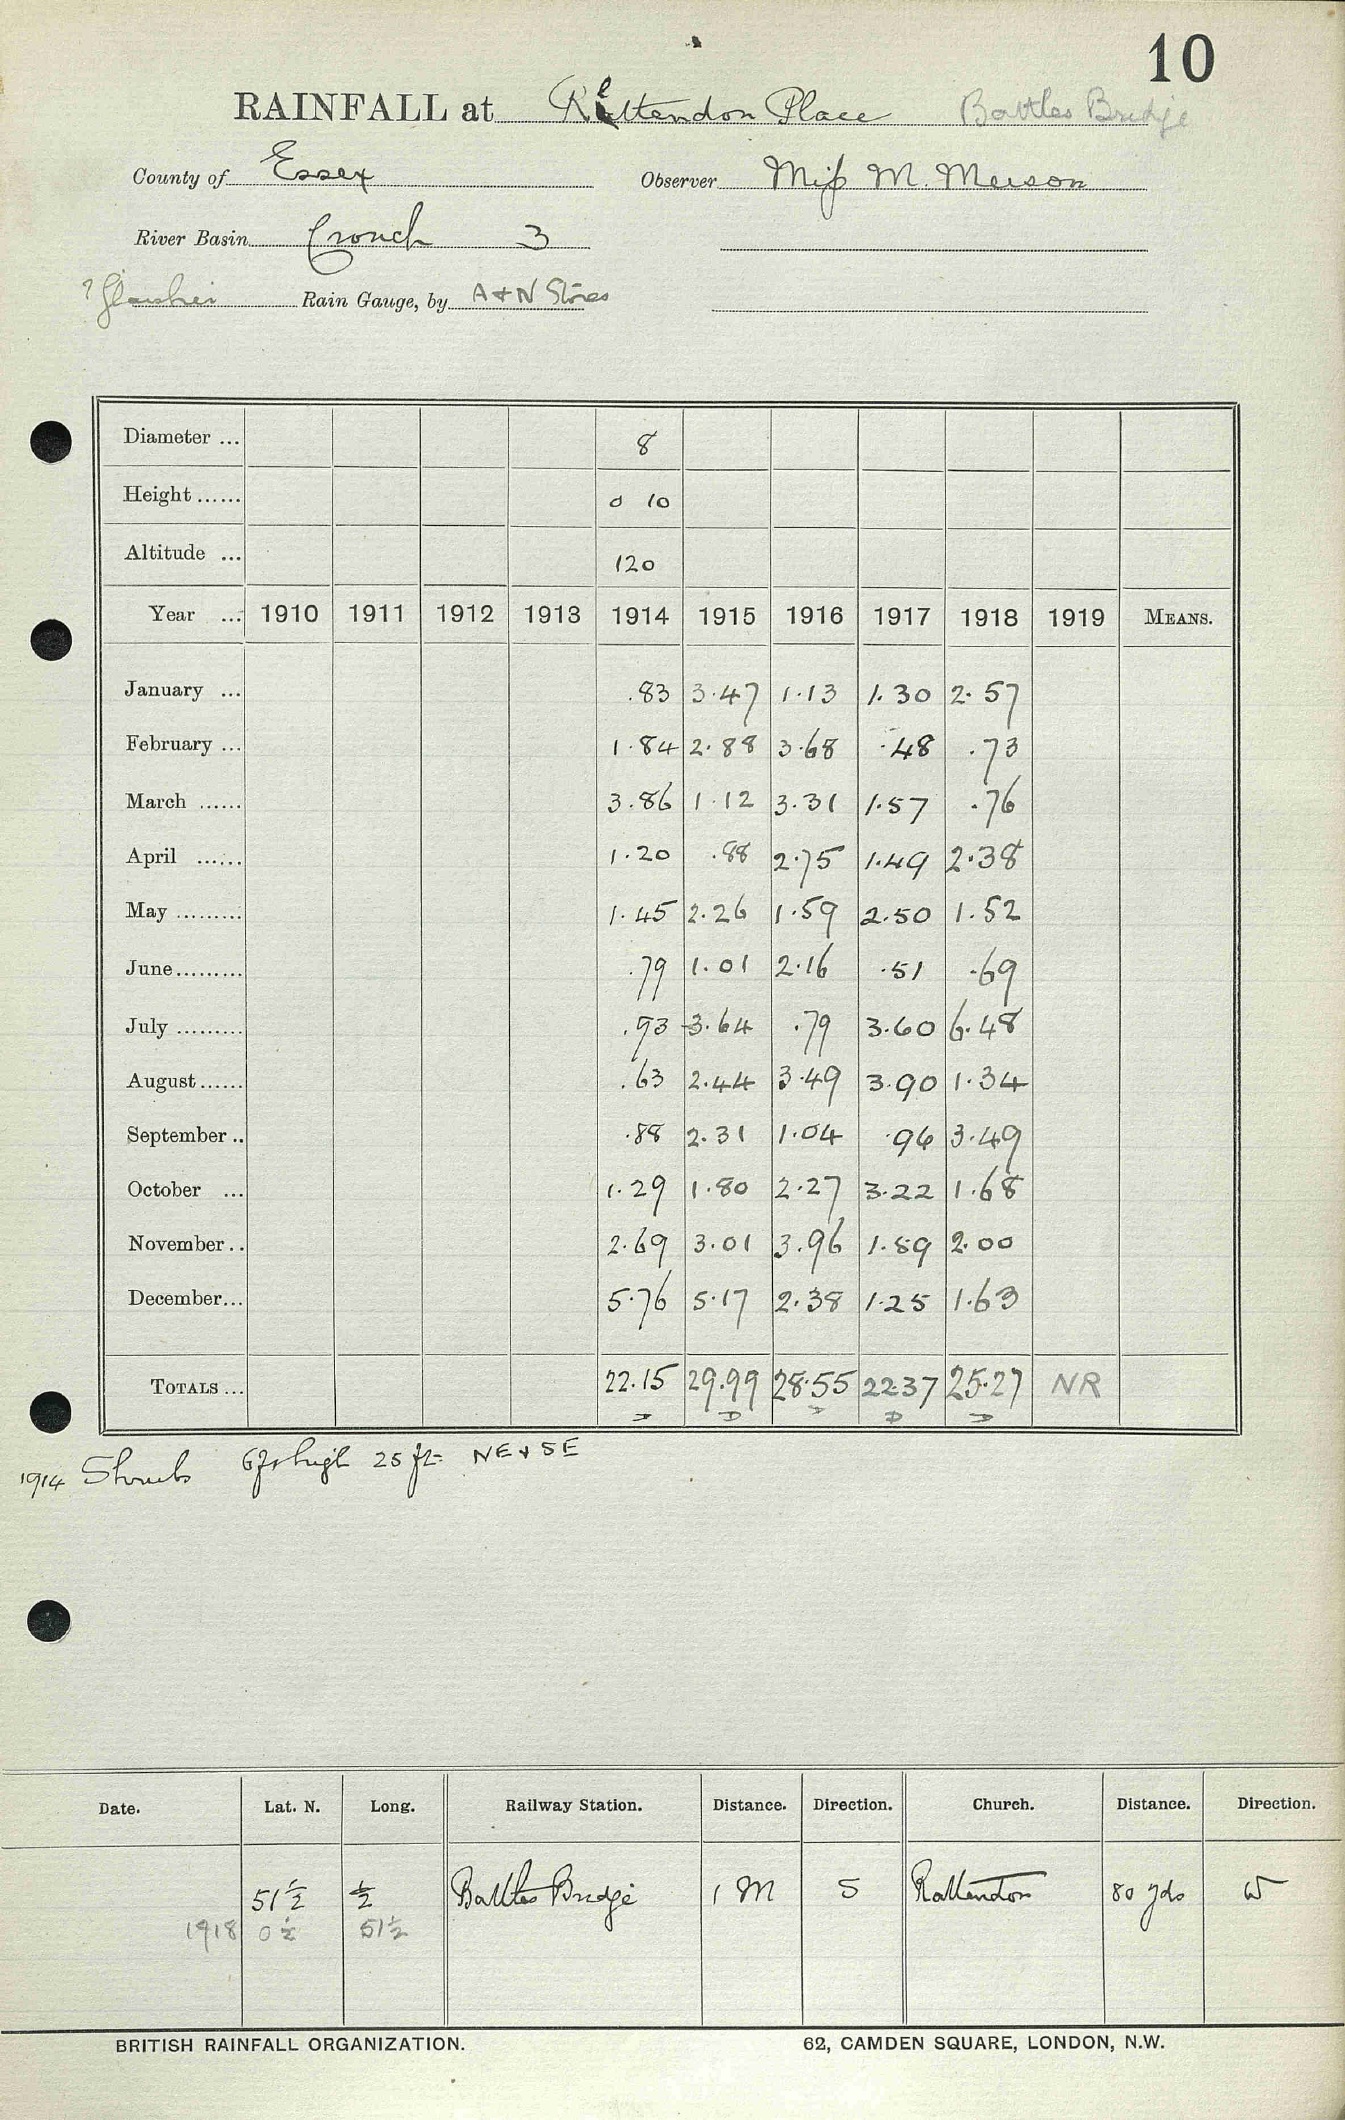 10
RAINFALL at Rettendon Place Battles Bridge
County of Essex Observer Miss M. Meeson
River Basin Crouch 3
? Glaisher Rain Gauge, by A & N Stores
Diameter ... 8
Height ...... 0 10
Altitude ... 120
Year ... 1910 1911 1912 1913 1914 1915 1916 1917 1918 1919 MEANS.
January ... .83 3.47 1.13 1.30 2.57
February ... 1.84 2.88 3.68 .48 .73
March ...... 3.86 1.12 3.31 1.57 .76
April ...... 1.20 .88 2.75 1.49 2.38
May ......... 1.45 2.26 1.59 2.50 1.52
June ......... .79 1.01 2.16 .51 .69
July ......... .93 3.64 .79 3.60 6.48
August ...... .63 2.44 3.49 3.90 1.34
September .. .88 2.31 1.04 .96 3.49
October ... 1.29 1.80 2.27 3.22 1.68
November .. 2.69 3.01 3.96 1.89 2.00
December ... 5.76 5.17 2.38 1.25 1.63
TOTALS ... 22.15 29.99 28.55 22.37 25.27 NR
D D D D D
1914 Shrubs 6ft high 25 ft. NE & SE
Date. Lat. N. Long. Railway Station. Distance. Direction. Church. Distance. Direction.
51½ ½ Battles Bridge 1 M S Rettendon 80 yds W
1918 0½ 51½
BRITISH RAINFALL ORGANIZATION. 62, CAMDEN SQUARE, LONDON, N.W.